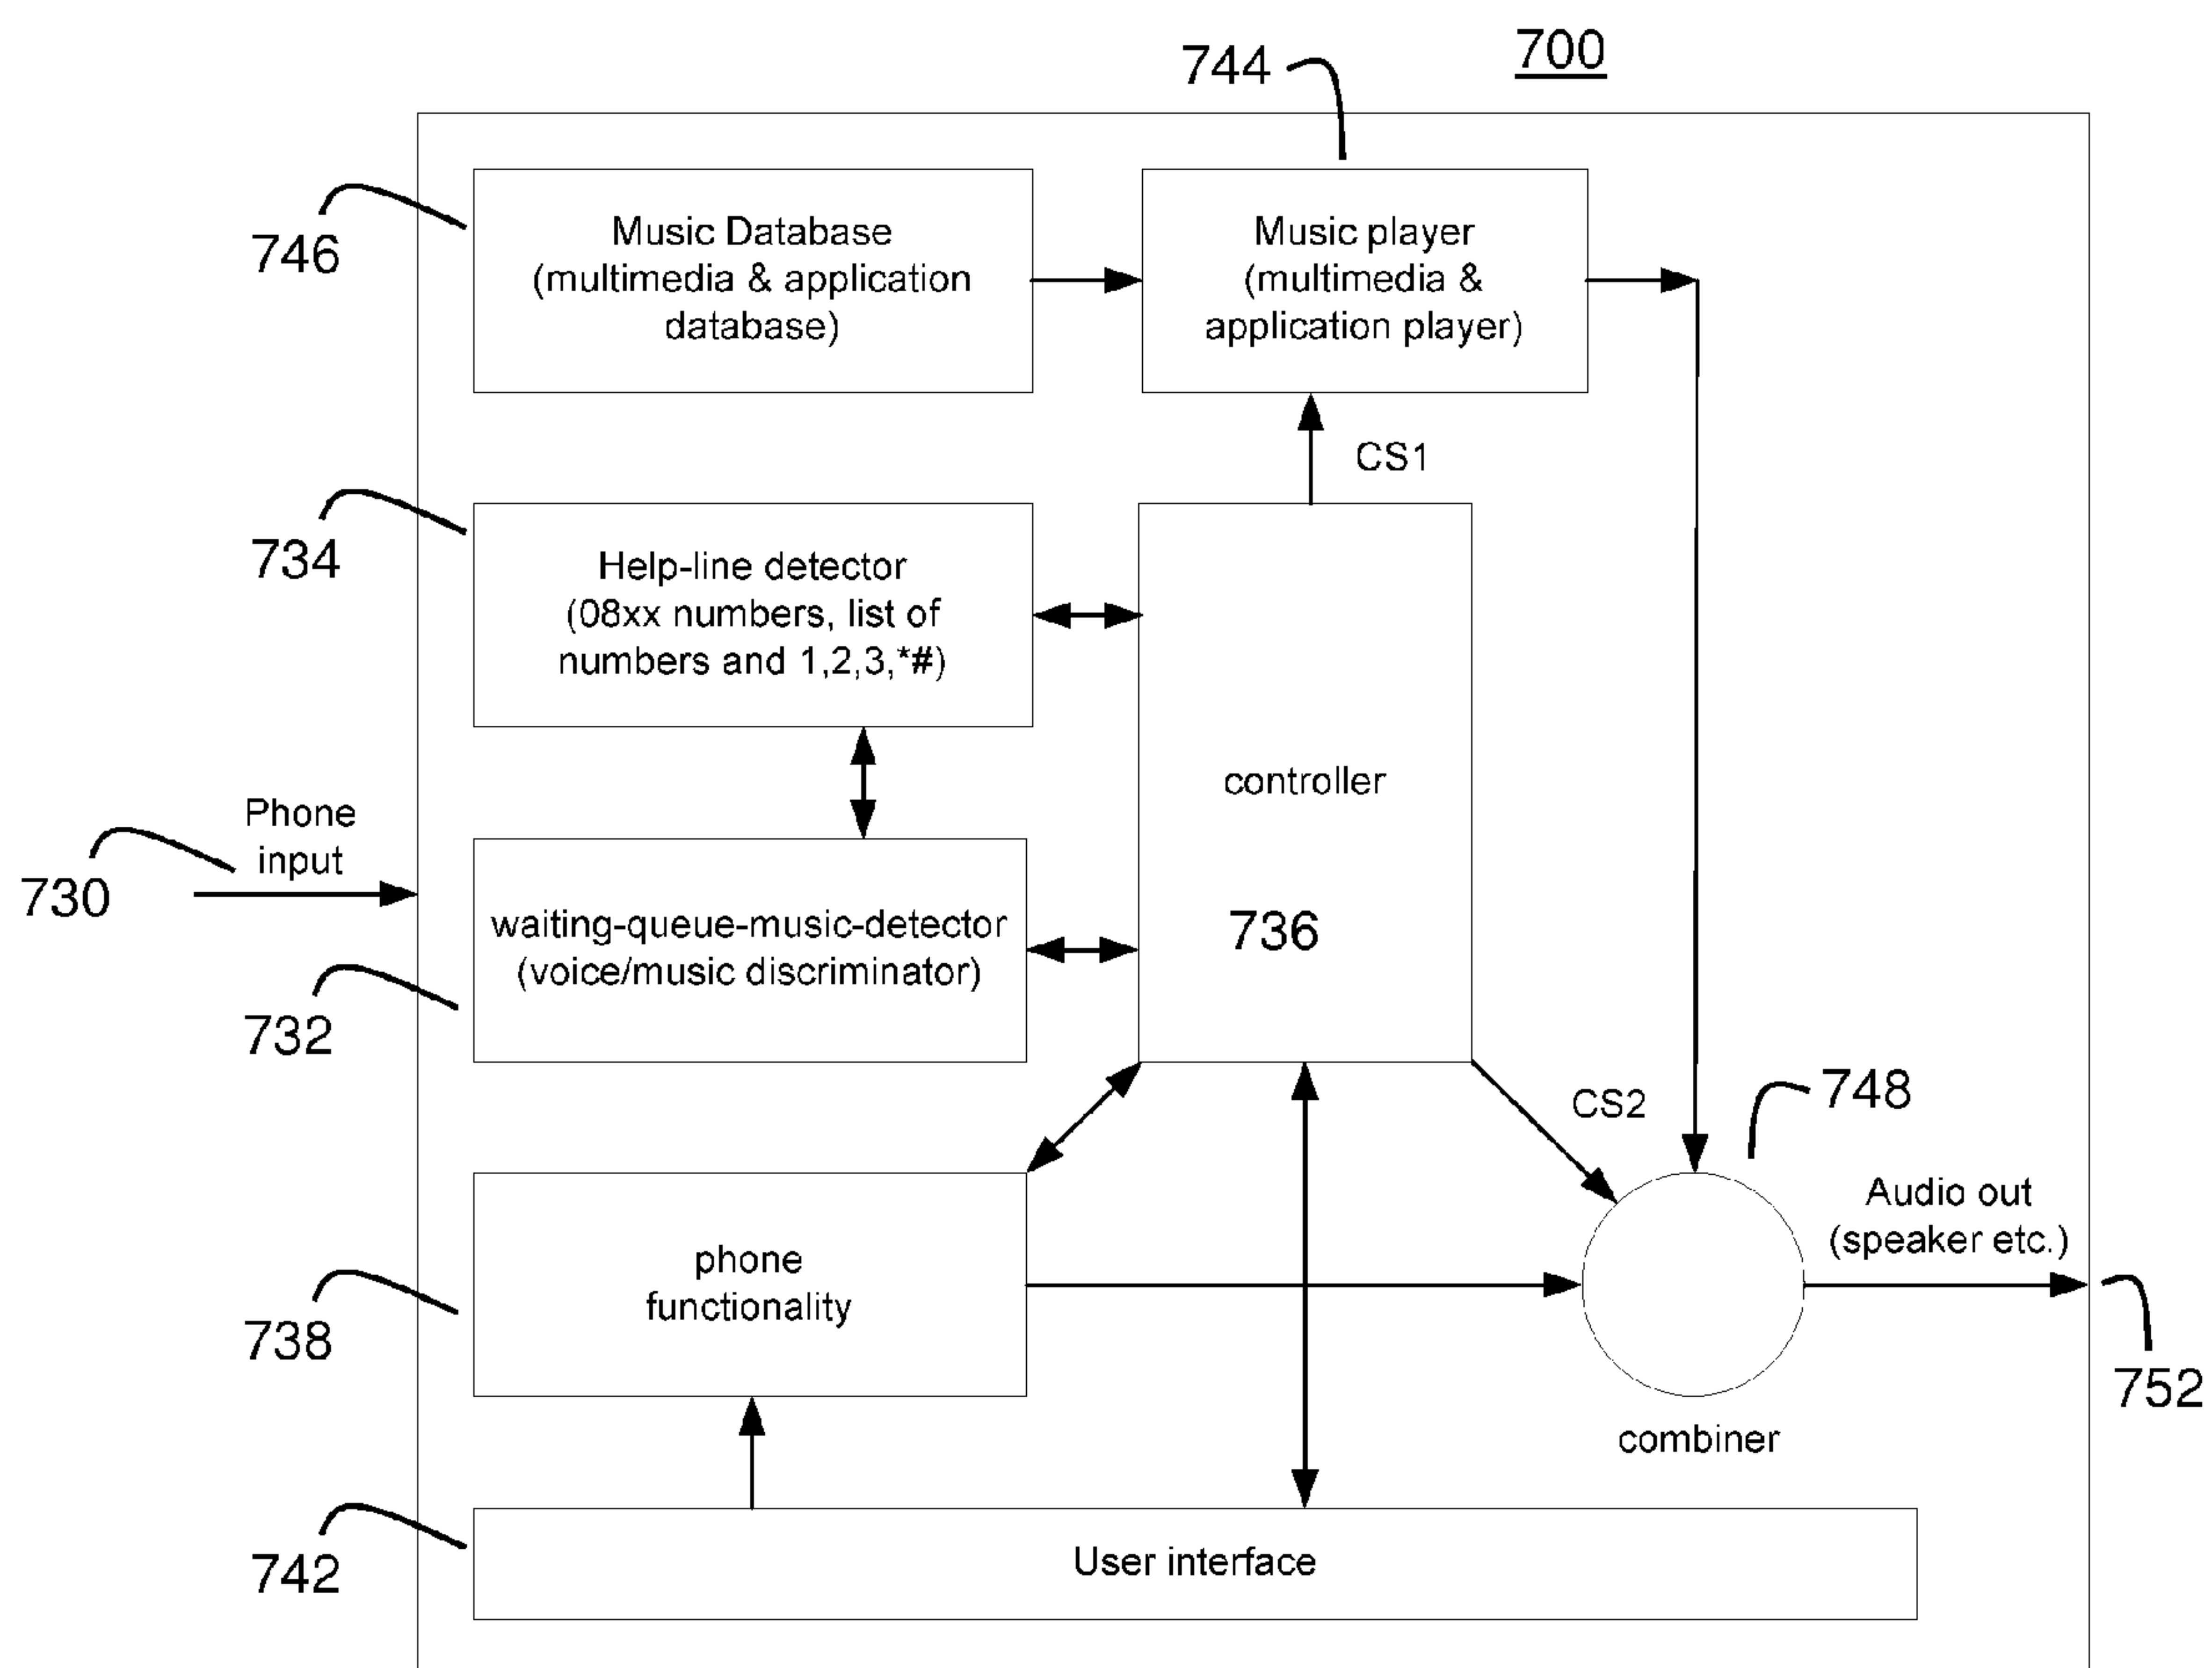 700
744
746
Music Database
(multimedia & application
database)
Music player
(multimedia &
application player)
CS1
734
Help-line detector
(08xx numbers, list of
numbers and 1,2,3,*#)
controller
736
Phone
input
730
waiting-queue-music-detector
(voice/music discriminator)
732
CS2
748
Audio out
(speaker etc.)
738
phone
functionality
752
combiner
742
User interface